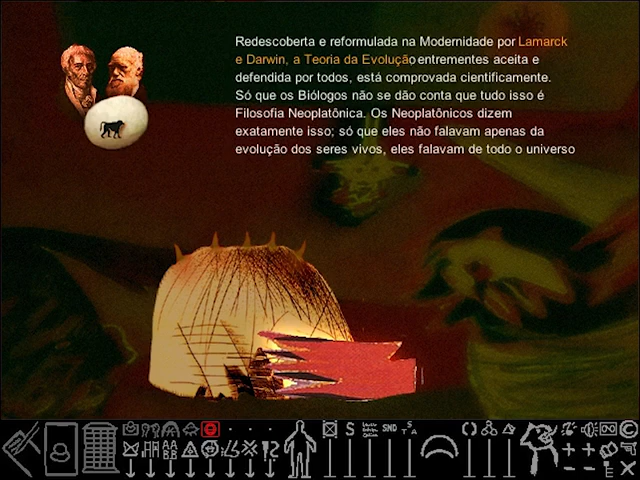 Redescoberta e reformulada na Modernidade por Lamarck
e Darwin, a Teoria da Evolução entrementes aceita e
defendida por todos, está comprovada cientificamente.
Só que os Biólogos não se dão conta que tudo isso é
Filosofia Neoplatônica. Os Neoplatônicos dizem
exatamente isso; só que eles não falavam apenas da
evolução dos seres vivos, eles falavam de todo o universo
S SND